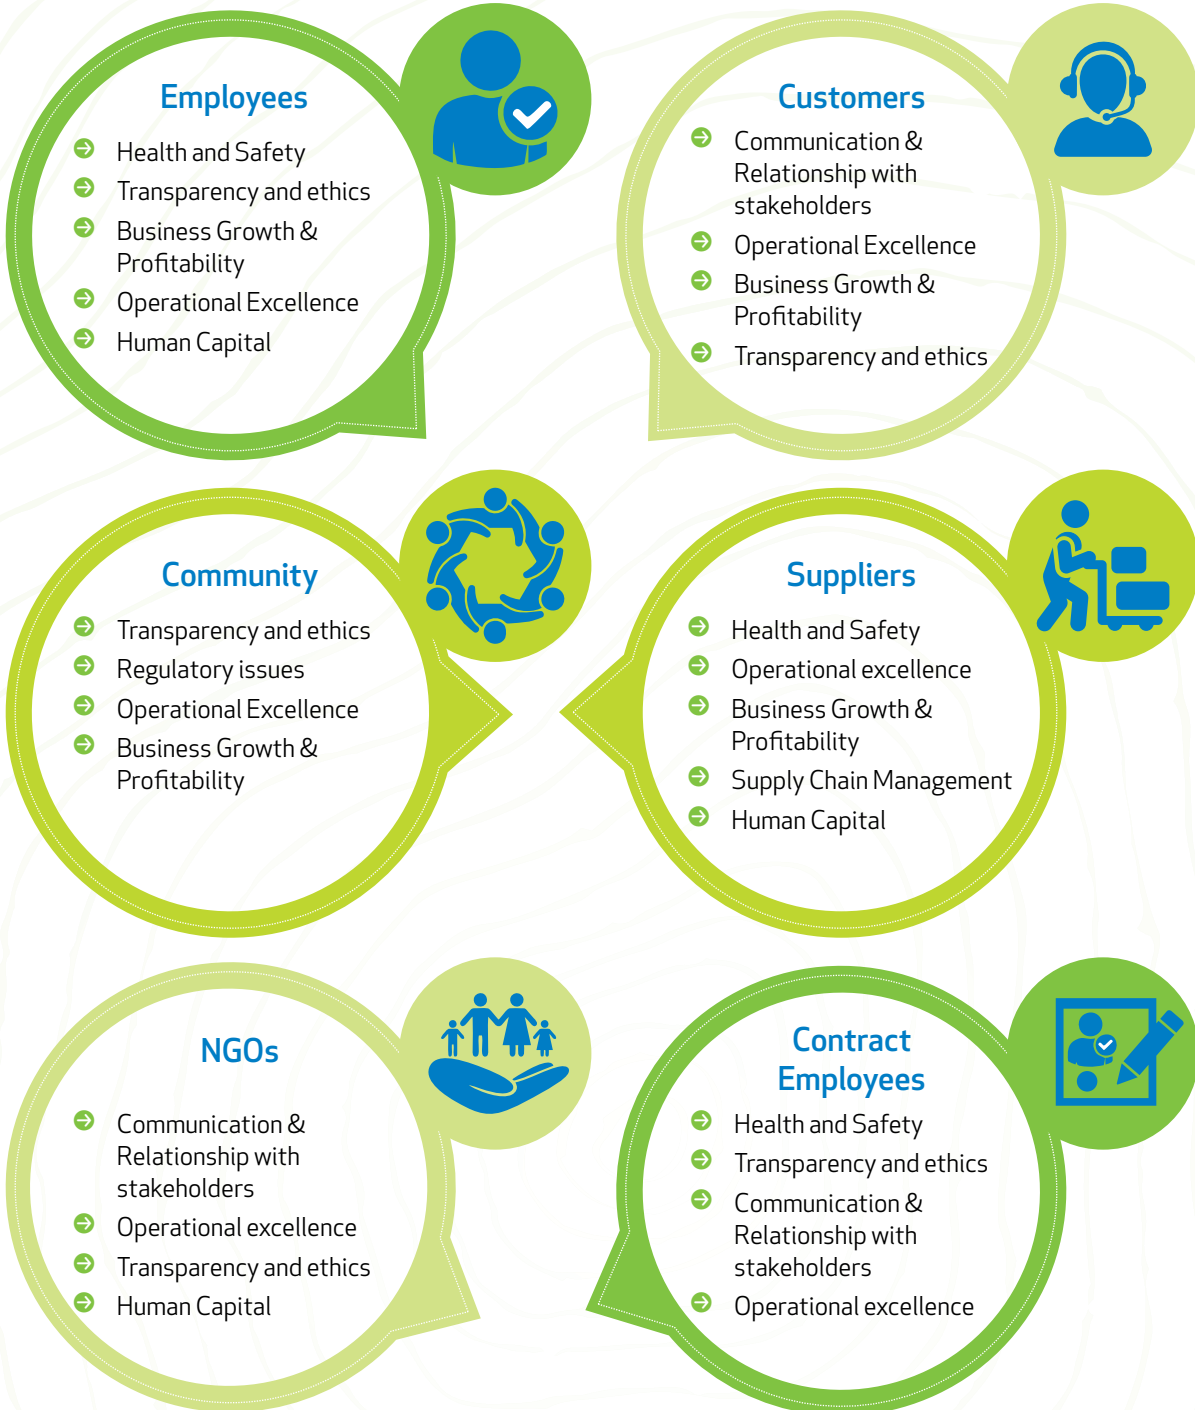 Employees
Health and Safety
Transparency and ethics
Business Growth &
Profitability
Operational Excellence
Human Capital
Customers
Communication &
Relationship with
stakeholders
Operational Excellence
Business Growth &
Profitability
Transparency and ethics
Community
Transparency and ethics
Regulatory issues
Operational Excellence
Business Growth &
Profitability
Suppliers
Health and Safety
Operational excellence
Business Growth &
Profitability
Supply Chain Management
Human Capital
NGOs
Communication &
Relationship with
stakeholders
Operational excellence
Transparency and ethics
Human Capital
Contract
Employees
Health and Safety
Transparency and ethics
Communication &
Relationship with
stakeholders
Operational excellence